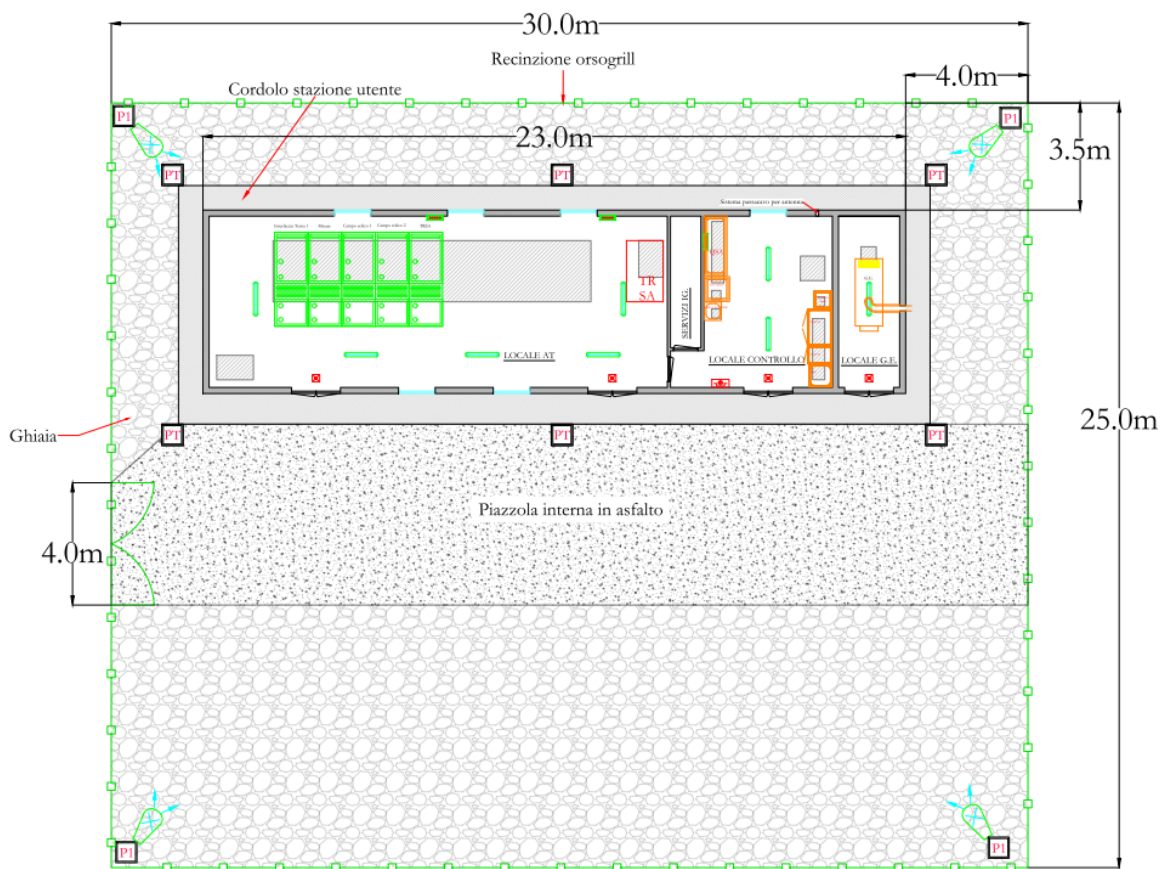 30.0m
Recinzione orsogrill
4.0m
Cordolo stazione utente
P1
P1
23.0m
3.5m
PT
PT
PT
Sistema passacavo per antenna
Misure
TR
SA
SERVIZI IG.
G.E.
LOCALE AT
LOCALE CONTROLLO
LOCALE G.E.
Ghiaia
PT
PT
PT
25.0m
Piazzola interna in asfalto
4.0m
P1
P1